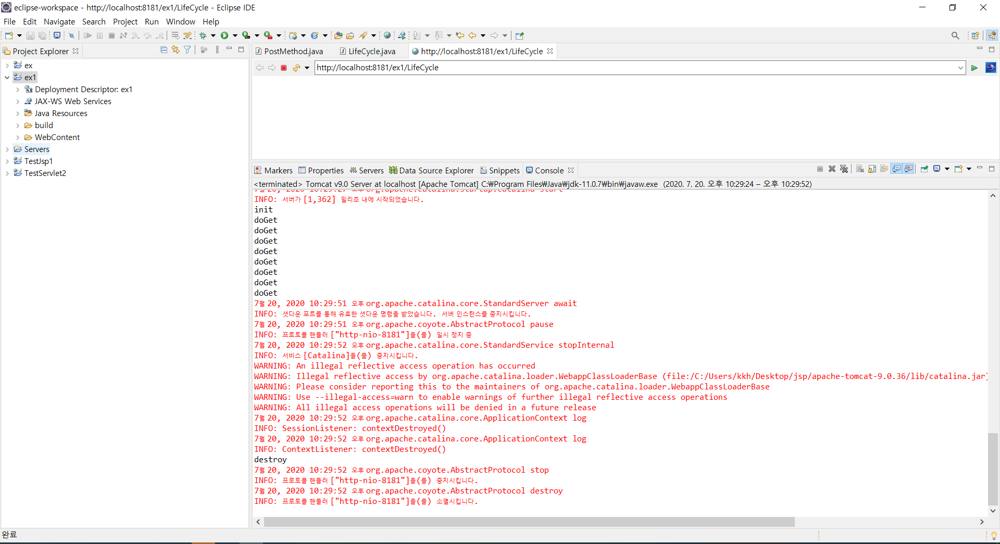 eclipse-workspace - http://localhost:8181/ex1/LifeCycle - Eclipse IDE
File Edit Navigate Search Project Run Window Help
Project Explorer
PostMethod.java LifeCycle.java http://localhost:8181/ex1/LifeCycle
http://localhost:8181/ex1/LifeCycle
ex
ex1
Deployment Descriptor: ex1
JAX-WS Web Services
Java Resources
build
WebContent
Servers
TestJsp1
TestServlet2
Markers Properties Servers Data Source Explorer Snippets Console
<terminated> Tomcat v9.0 Server at localhost [Apache Tomcat] C:₩Program Files₩Java₩jdk-11.0.7₩bin₩javaw.exe (2020. 7. 20. 오후 10:29:24 – 오후 10:29:52)
7월 20, 2020 10:29:27 오후 org.apache.catalina.startup.Catalina start
INFO: 서버가 [1,362] 밀리초 내에 시작되었습니다.
init
doGet
doGet
doGet
doGet
doGet
doGet
doGet
doGet
7월 20, 2020 10:29:51 오후 org.apache.catalina.core.StandardServer await
INFO: 셧다운 포트를 통해 유효한 셧다운 명령을 받았습니다. 서버 인스턴스를 중지시킵니다.
7월 20, 2020 10:29:51 오후 org.apache.coyote.AbstractProtocol pause
INFO: 프로토콜 핸들러 ["http-nio-8181"]을(를) 일시 정지 중
7월 20, 2020 10:29:52 오후 org.apache.catalina.core.StandardService stopInternal
INFO: 서비스 [Catalina]을(를) 중지시킵니다.
WARNING: An illegal reflective access operation has occurred
WARNING: Illegal reflective access by org.apache.catalina.loader.WebappClassLoaderBase (file:/C:/Users/kkh/Desktop/jsp/apache-tomcat-9.0.36/lib/catalina.jar)
WARNING: Please consider reporting this to the maintainers of org.apache.catalina.loader.WebappClassLoaderBase
WARNING: Use --illegal-access=warn to enable warnings of further illegal reflective access operations
WARNING: All illegal access operations will be denied in a future release
7월 20, 2020 10:29:52 오후 org.apache.catalina.core.ApplicationContext log
INFO: SessionListener: contextDestroyed()
7월 20, 2020 10:29:52 오후 org.apache.catalina.core.ApplicationContext log
INFO: ContextListener: contextDestroyed()
destroy
7월 20, 2020 10:29:52 오후 org.apache.coyote.AbstractProtocol stop
INFO: 프로토콜 핸들러 ["http-nio-8181"]을(를) 중지시킵니다.
7월 20, 2020 10:29:52 오후 org.apache.coyote.AbstractProtocol destroy
INFO: 프로토콜 핸들러 ["http-nio-8181"]을(를) 소멸시킵니다.
완료